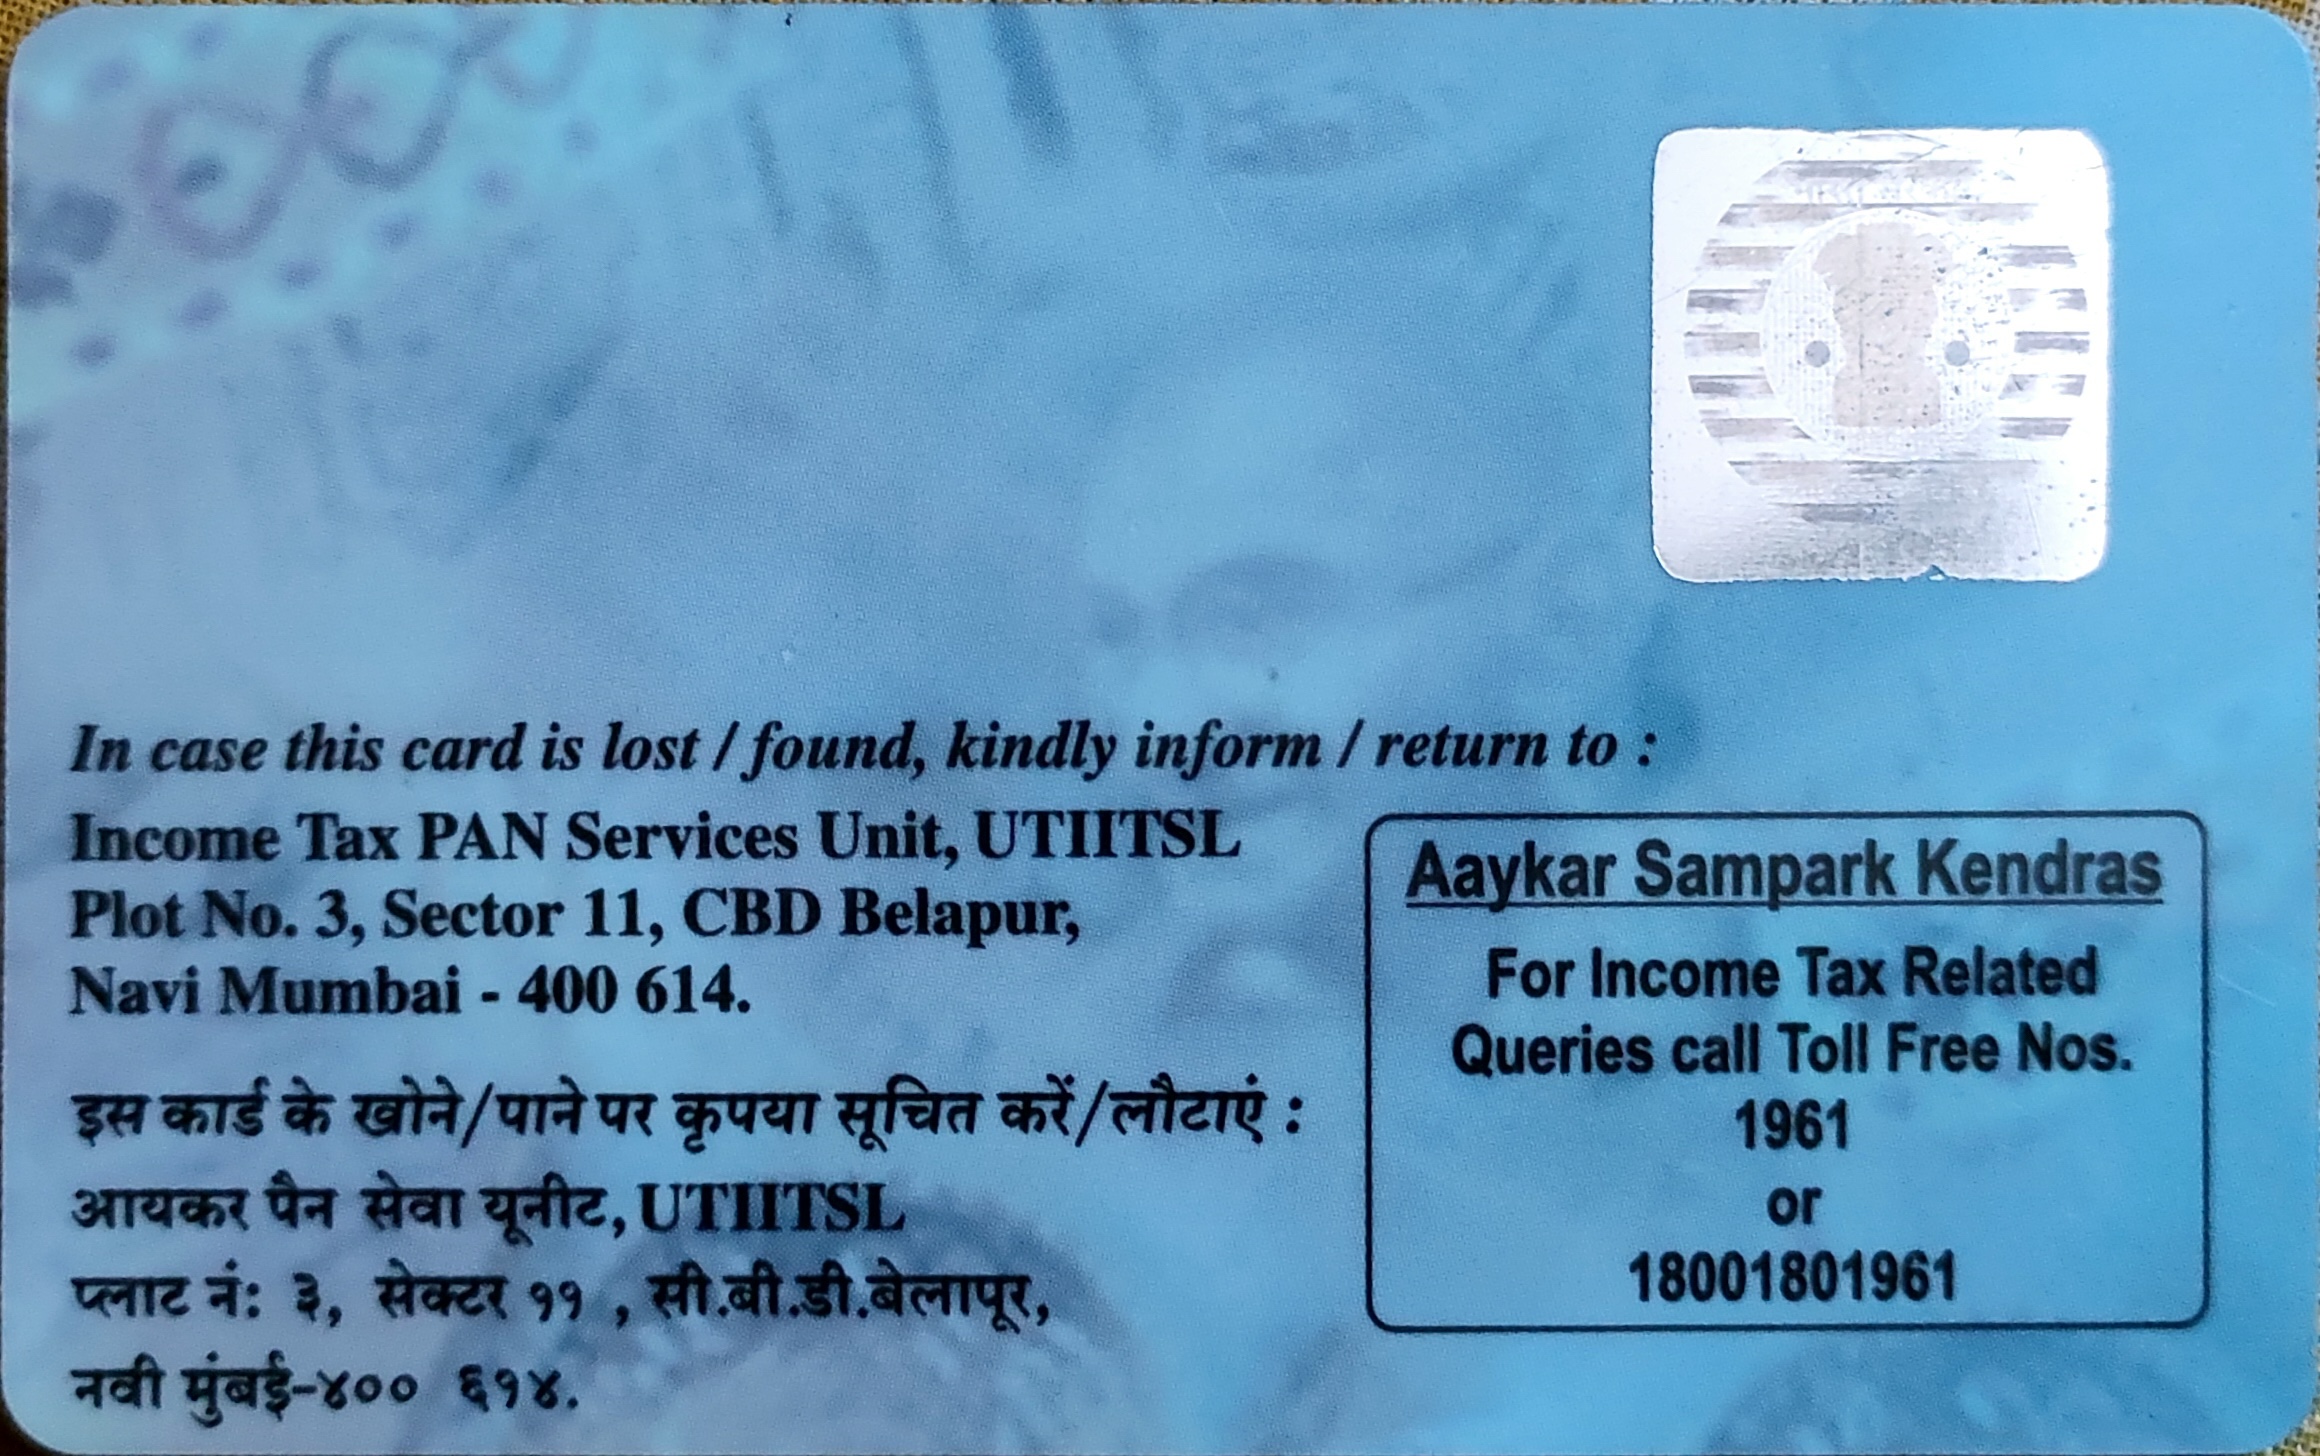 In case this card is lost / found, kindly inform / return to :
Income Tax PAN Services Unit, UTIITSL
Plot No. 3, Sector 11, CBD Belapur,
Navi Mumbai - 400 614.
इस कार्ड के खोने/पाने पर कृपया सूचित करें/लौटाएं :
आयकर पैन सेवा यूनीट, UTIITSL
प्लाट नं: ३, सेक्टर ११ , सी.बी.डी.बेलापूर,
नवी मुंबई-४०० ६१४.
Aaykar Sampark Kendras
For Income Tax Related
Queries call Toll Free Nos.
1961
or
18001801961